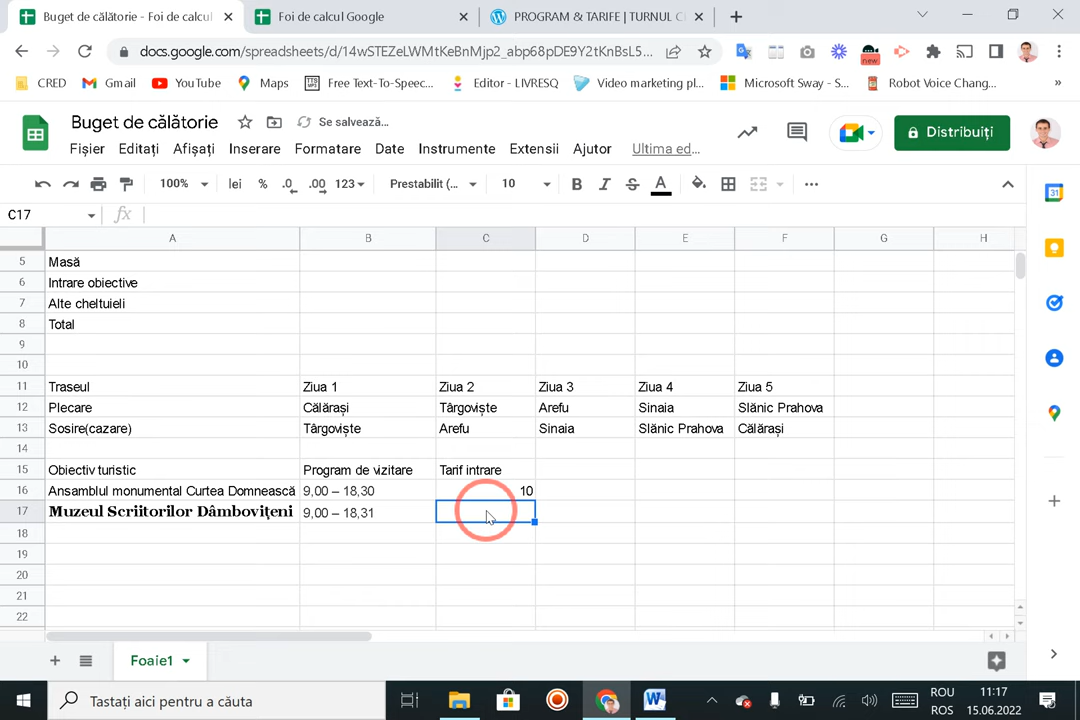 Buget de călătorie - Foi de calcul
Foi de calcul Google
PROGRAM & TARIFE | TURNUL C
docs.google.com/spreadsheets/d/14wSTEZeLWMtKeBnMjp2_abp68pDE9Y2tKnBsL5...
new
CRED
Gmail
YouTube
Maps
Free Text-To-Speec...
Editor - LIVRESQ
Video marketing pl...
Microsoft Sway - S...
Robot Voice Chang...
»
Buget de călătorie
Se salvează...
Fișier Editați Afișați Inserare Formatare Date Instrumente Extensii Ajutor Ultima ed...
Distribuiți
100% lei % .0 .00 123 Prestabilit (... 10 B I S A
C17 fx
A B C D E F G H
5 Masă
6 Intrare obiective
7 Alte cheltuieli
8 Total
9
10
11 Traseul Ziua 1 Ziua 2 Ziua 3 Ziua 4 Ziua 5
12 Plecare Călărași Târgoviște Arefu Sinaia Slănic Prahova
13 Sosire(cazare) Târgoviște Arefu Sinaia Slănic Prahova Călărași
14
15 Obiectiv turistic Program de vizitare Tarif intrare
16 Ansamblul monumental Curtea Domnească 9,00 – 18,30 10
17 Muzeul Scriitorilor Dâmboviţeni 9,00 – 18,31
18
19
20
21
22
31
Foaie1
Tastați aici pentru a căuta
ROU
ROS
11:17
15.06.2022